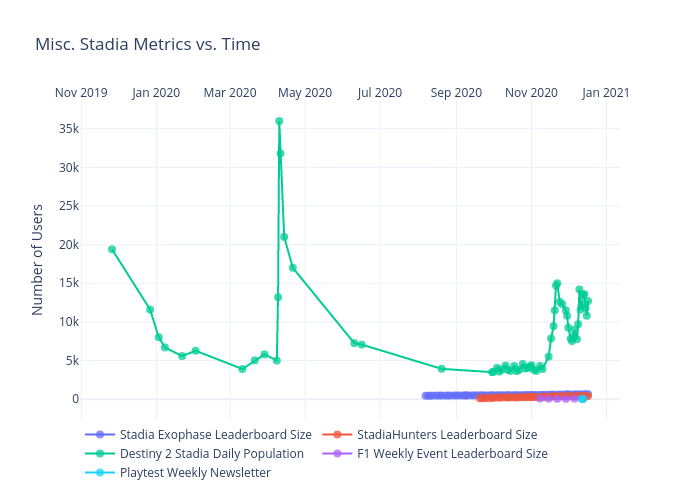 Misc. Stadia Metrics vs. Time
Nov 2019 Jan 2020 Mar 2020 May 2020 Jul 2020 Sep 2020 Nov 2020 Jan 2021
35k
30k
25k
20k
15k
10k
5k
0
Number of Users
Stadia Exophase Leaderboard Size StadiaHunters Leaderboard Size
Destiny 2 Stadia Daily Population F1 Weekly Event Leaderboard Size
Playtest Weekly Newsletter